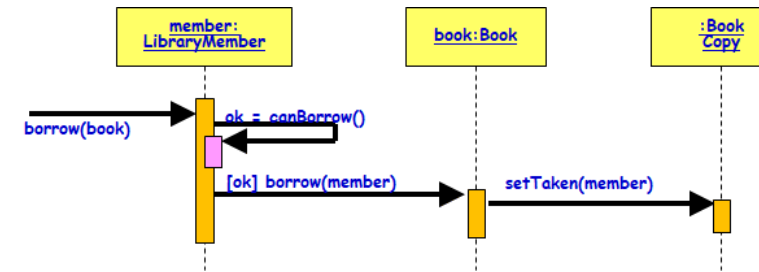 member:
LibraryMember
book:Book
:Book
Copy
borrow(book)
ok = canBorrow()
[ok] borrow(member)
setTaken(member)